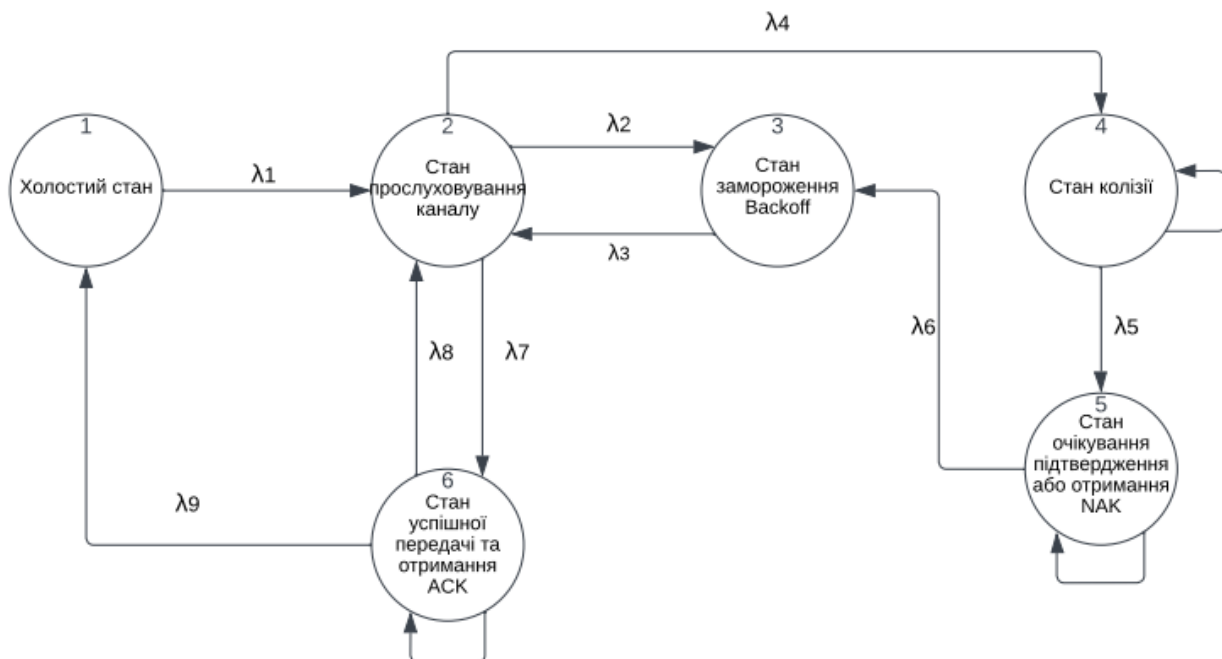 λ4
1
Холостий стан
λ1
2
Стан
прослуховування
каналу
λ2
λ3
3
Стан
замороження
Backoff
4
Стан колізії
λ5
λ6
5
Стан
очікування
підтвердження
або отримання
NAK
λ8
λ7
λ9
6
Стан
успішної
передачі та
отримання
ACK